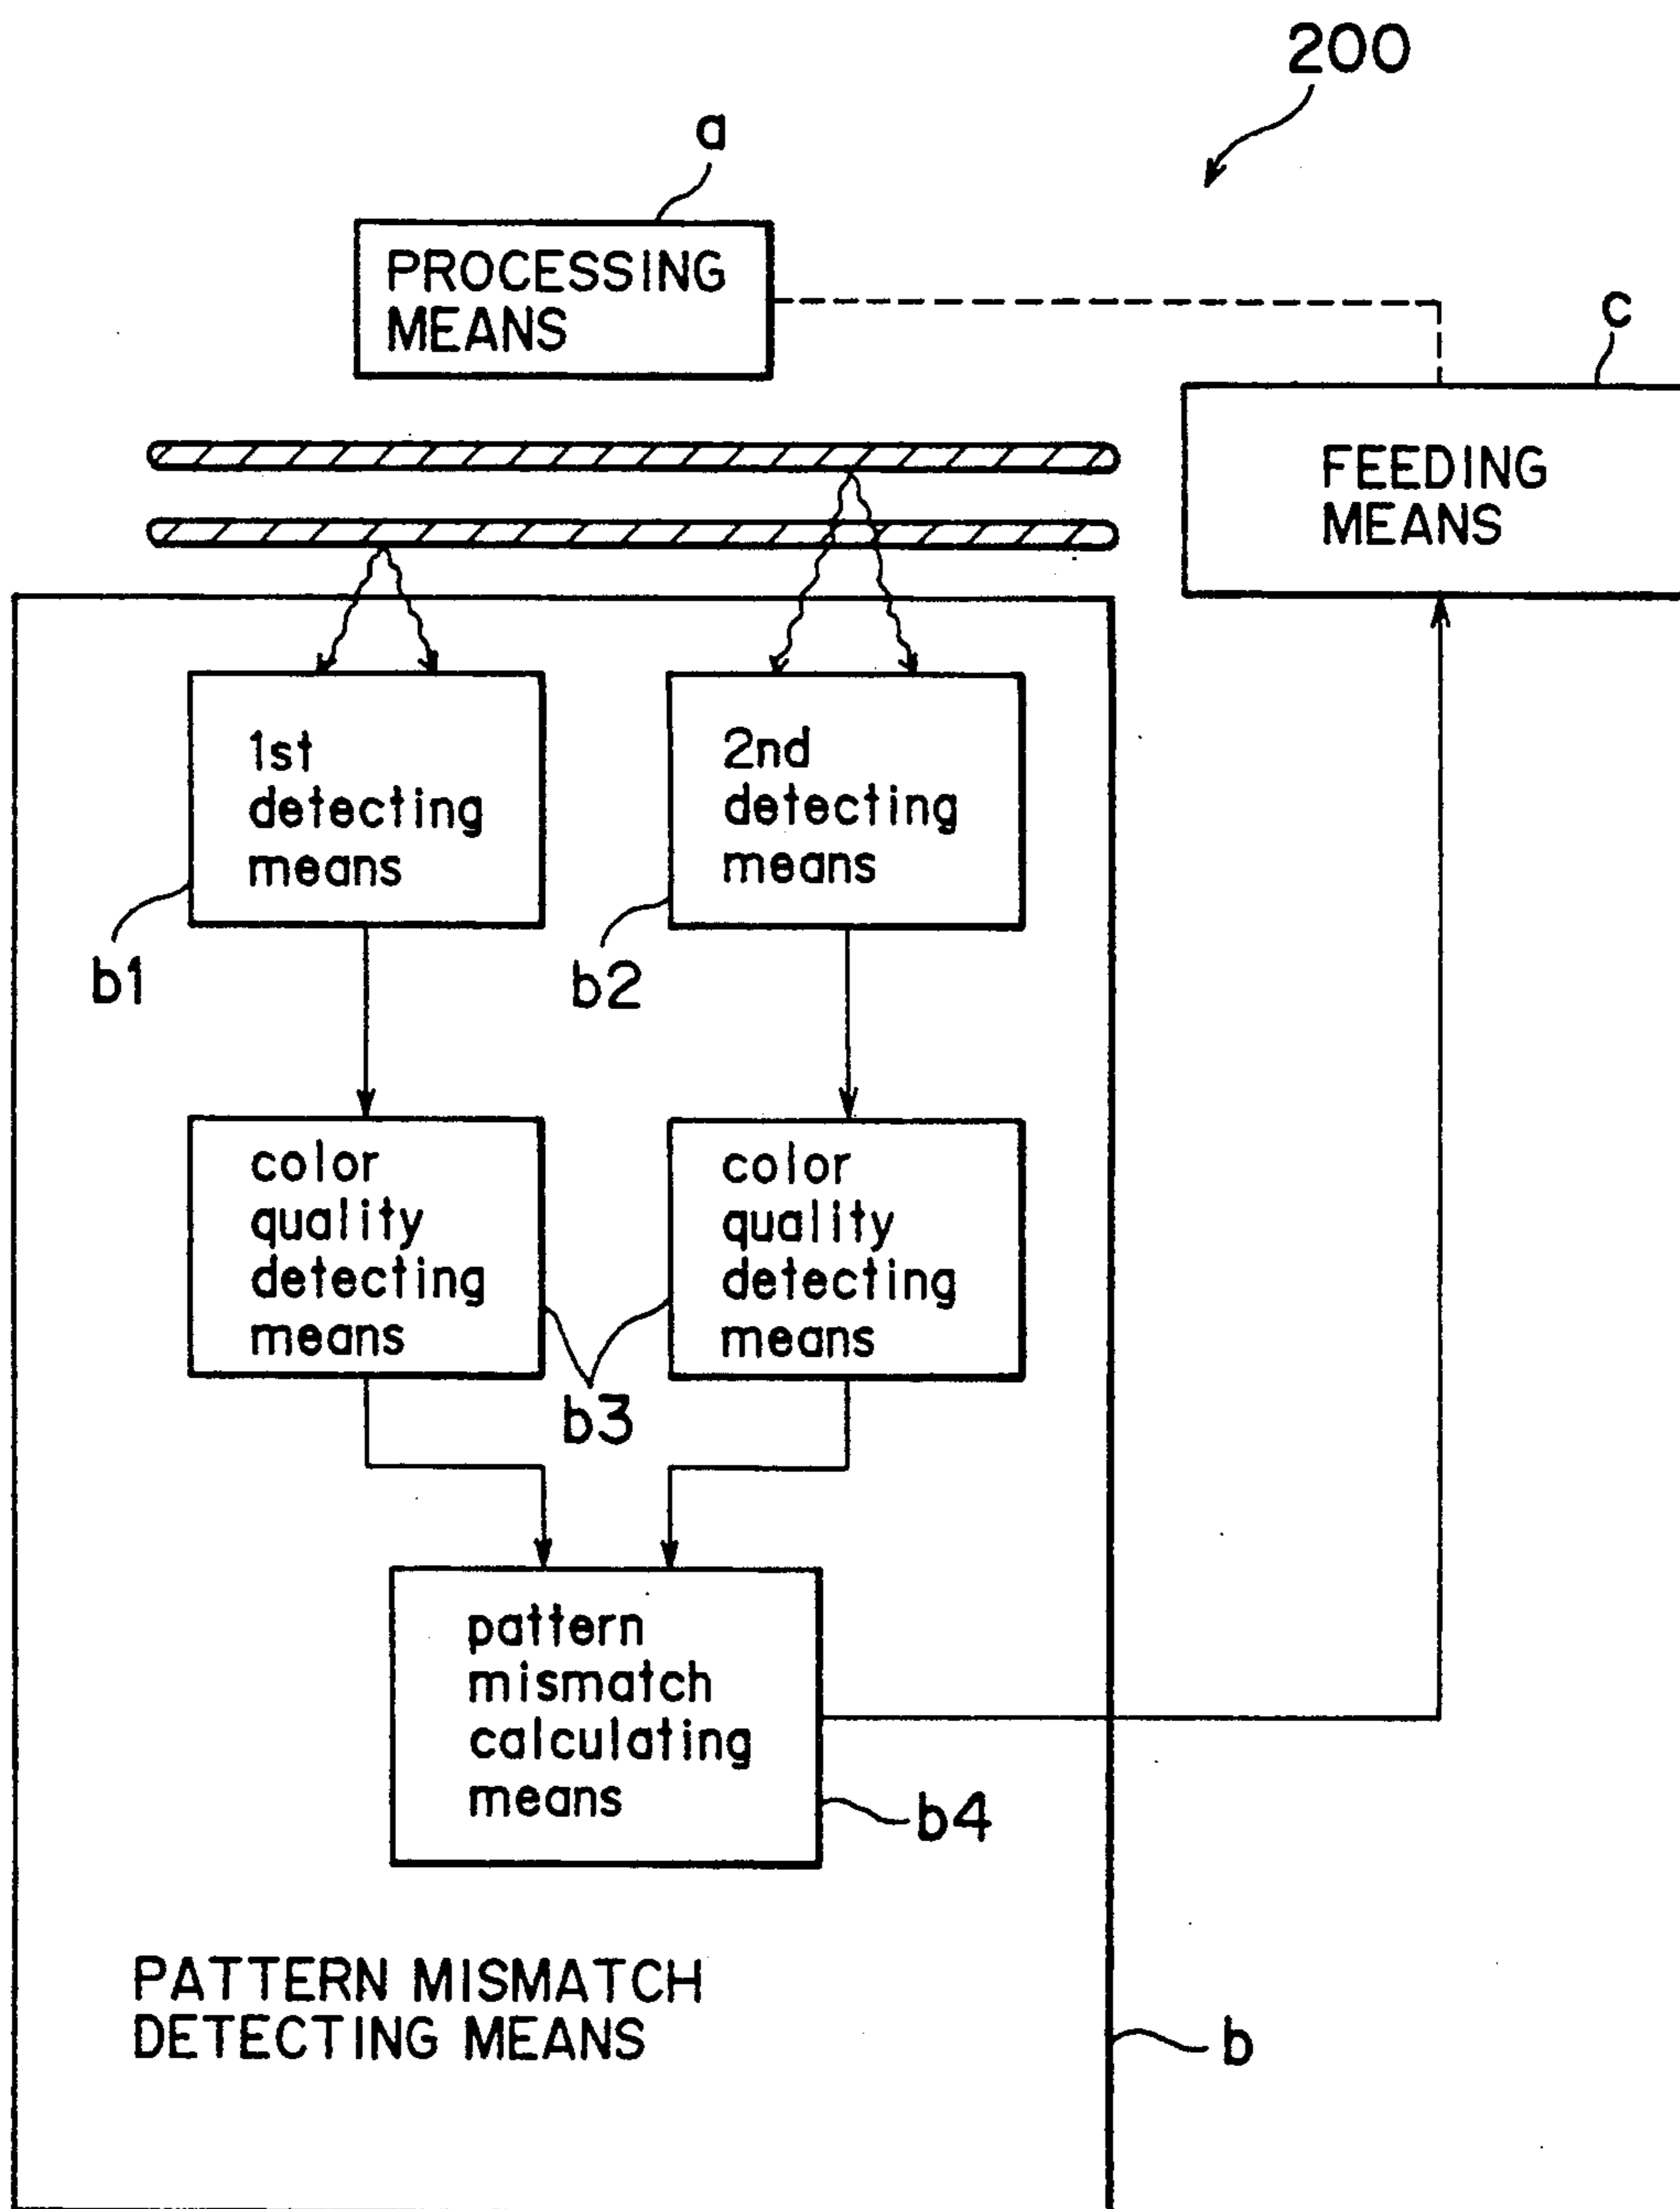 200
a
PROCESSING
MEANS
c
FEEDING
MEANS
1st
detecting
means
2nd
detecting
means
b1
b2
color
quality
detecting
means
color
quality
detecting
means
b3
pattern
mismatch
calculating
means
b4
PATTERN MISMATCH
DETECTING MEANS
b